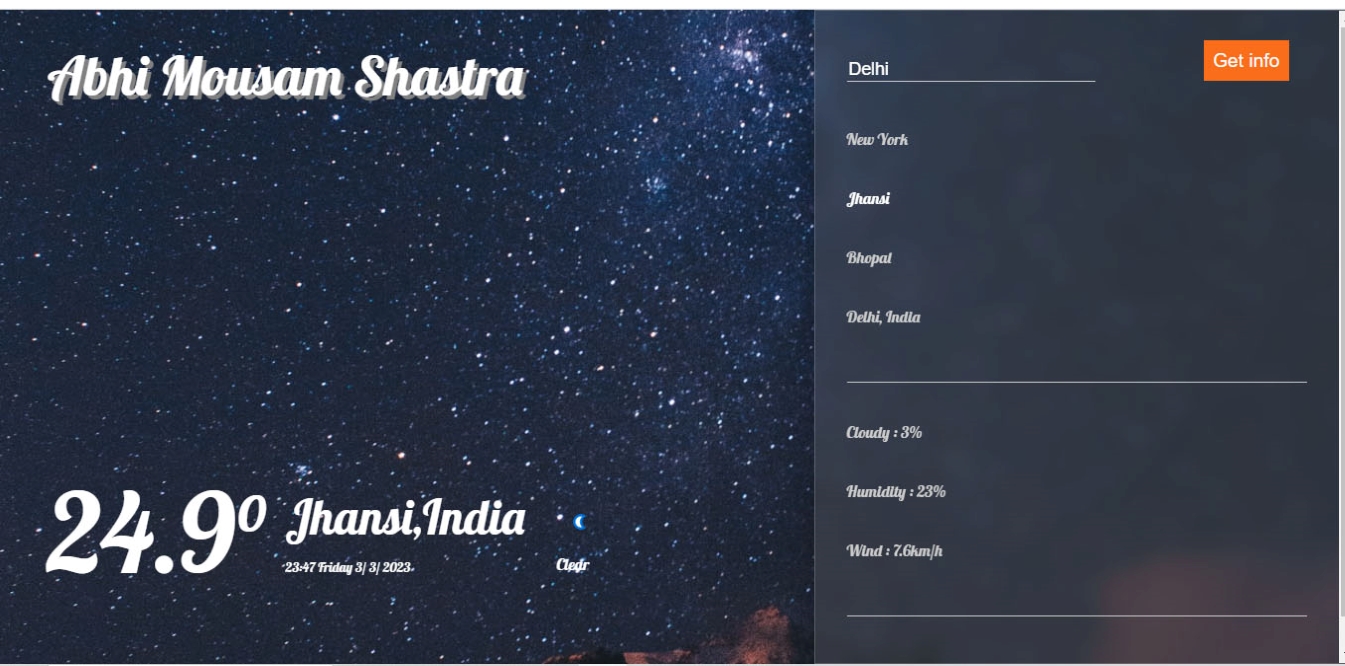 Abhi Mousam Shastra
24.9°
Jhansi,India
23:47 Friday 3/ 3/ 2023
Clear
Delhi
Get info
New York
Jhansi
Bhopal
Delhi, India
Cloudy : 3%
Humidity : 23%
Wind : 7.6km/h